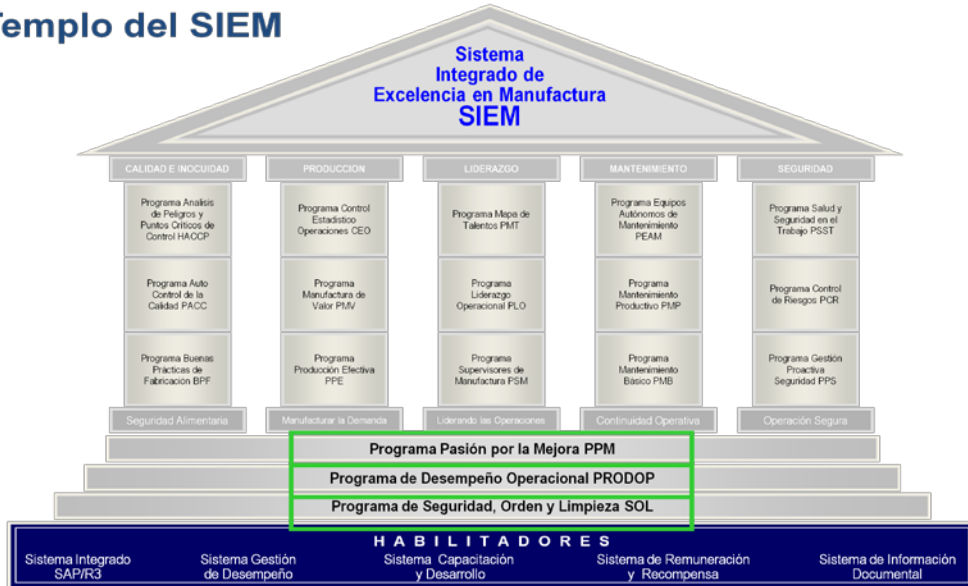 Templo del SIEM
Sistema
Integrado de
Excelencia en Manufactura
SIEM
CALIDAD E INOCUIDAD
Programa Analisis
de Peligros y
Puntos Críticos de
Control HACCP
Programa Auto
Control de la
Calidad PACC
Programa Buenas
Prácticas de
Fabricación BPF
Seguridad Alimentaria
PRODUCCION
Programa Control
Estadistico
Operaciones CEO
Programa
Manufactura de
Valor PMV
Programa
Producción Efectiva
PPE
Manufacturar la Demanda
LIDERAZGO
Programa Mapa de
Talentos PMT
Programa
Liderazgo
Operacional PLO
Programa
Supervisores de
Manufactura PSM
Liderando las Operaciones
MANTENIMIENTO
Programa Equipos
Autónomos de
Mantenimiento
PEAM
Programa
Mantenimiento
Productivo PMP
Programa
Mantenimiento
Básico PMB
Continuidad Operativa
SEGURIDAD
Programa Salud y
Seguridad en el
Trabajo PSST
Programa Control
de Riesgos PCR
Programa Gestión
Proactiva
Seguridad PPS
Operación Segura
Programa Pasión por la Mejora PPM
Programa de Desempeño Operacional PRODOP
Programa de Seguridad, Orden y Limpieza SOL
HABILITADORES
Sistema Integrado
SAP/R3
Sistema Gestión
de Desempeño
Sistema Capacitación
y Desarrollo
Sistema de Remuneración
y Recompensa
Sistema de Información
Documental